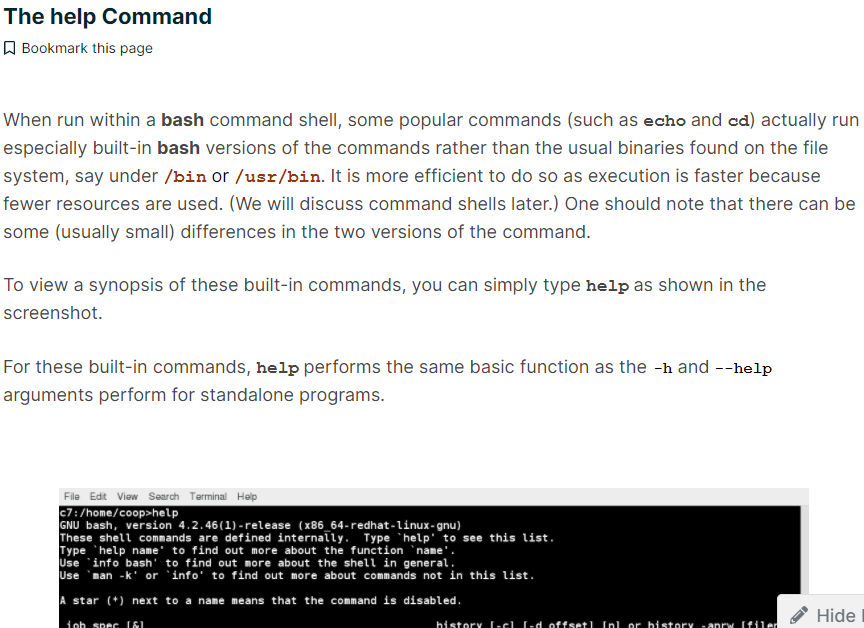 The help Command
Bookmark this page
When run within a bash command shell, some popular commands (such as echo and cd) actually run
especially built-in bash versions of the commands rather than the usual binaries found on the file
system, say under /bin or /usr/bin. It is more efficient to do so as execution is faster because
fewer resources are used. (We will discuss command shells later.) One should note that there can be
some (usually small) differences in the two versions of the command.
To view a synopsis of these built-in commands, you can simply type help as shown in the
screenshot.
For these built-in commands, help performs the same basic function as the -h and --help
arguments perform for standalone programs.
File Edit View Search Terminal Help
c7:/home/coop>help
GNU bash, version 4.2.46(1)-release (x86_64-redhat-linux-gnu)
These shell commands are defined internally.  Type `help' to see this list.
Type `help name' to find out more about the function `name'.
Use `info bash' to find out more about the shell in general.
Use `man -k' or `info' to find out more about commands not in this list.
A star (*) next to a name means that the command is disabled.
job_spec [&] history [-c] [-d offset] [n] or history -anrw [filen
Hide